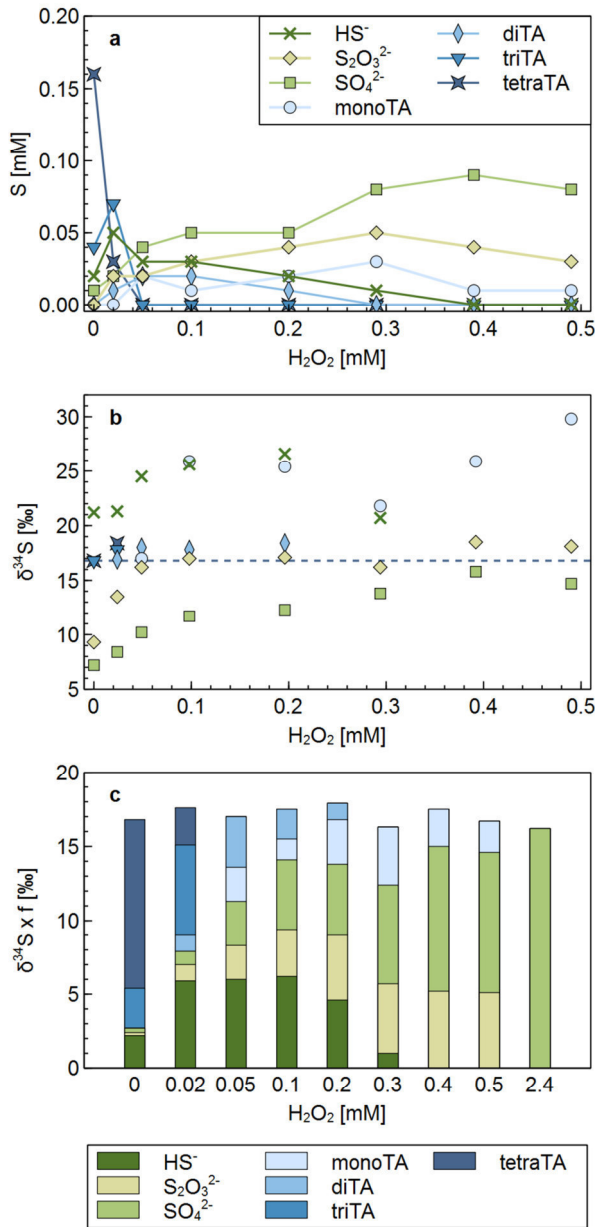 a
0.20
0.15
0.10
0.05
0.00
S [mM]
HS⁻
S₂O₃²⁻
SO₄²⁻
monoTA
diTA
triTA
tetraTA
0 0.1 0.2 0.3 0.4 0.5
H₂O₂ [mM]
b
30
25
20
15
10
5
δ³⁴S [‰]
0 0.1 0.2 0.3 0.4 0.5
H₂O₂ [mM]
c
20
15
10
5
0
δ³⁴S x f [‰]
0 0.02 0.05 0.1 0.2 0.3 0.4 0.5 2.4
H₂O₂ [mM]
HS⁻
S₂O₃²⁻
SO₄²⁻
monoTA
diTA
triTA
tetraTA